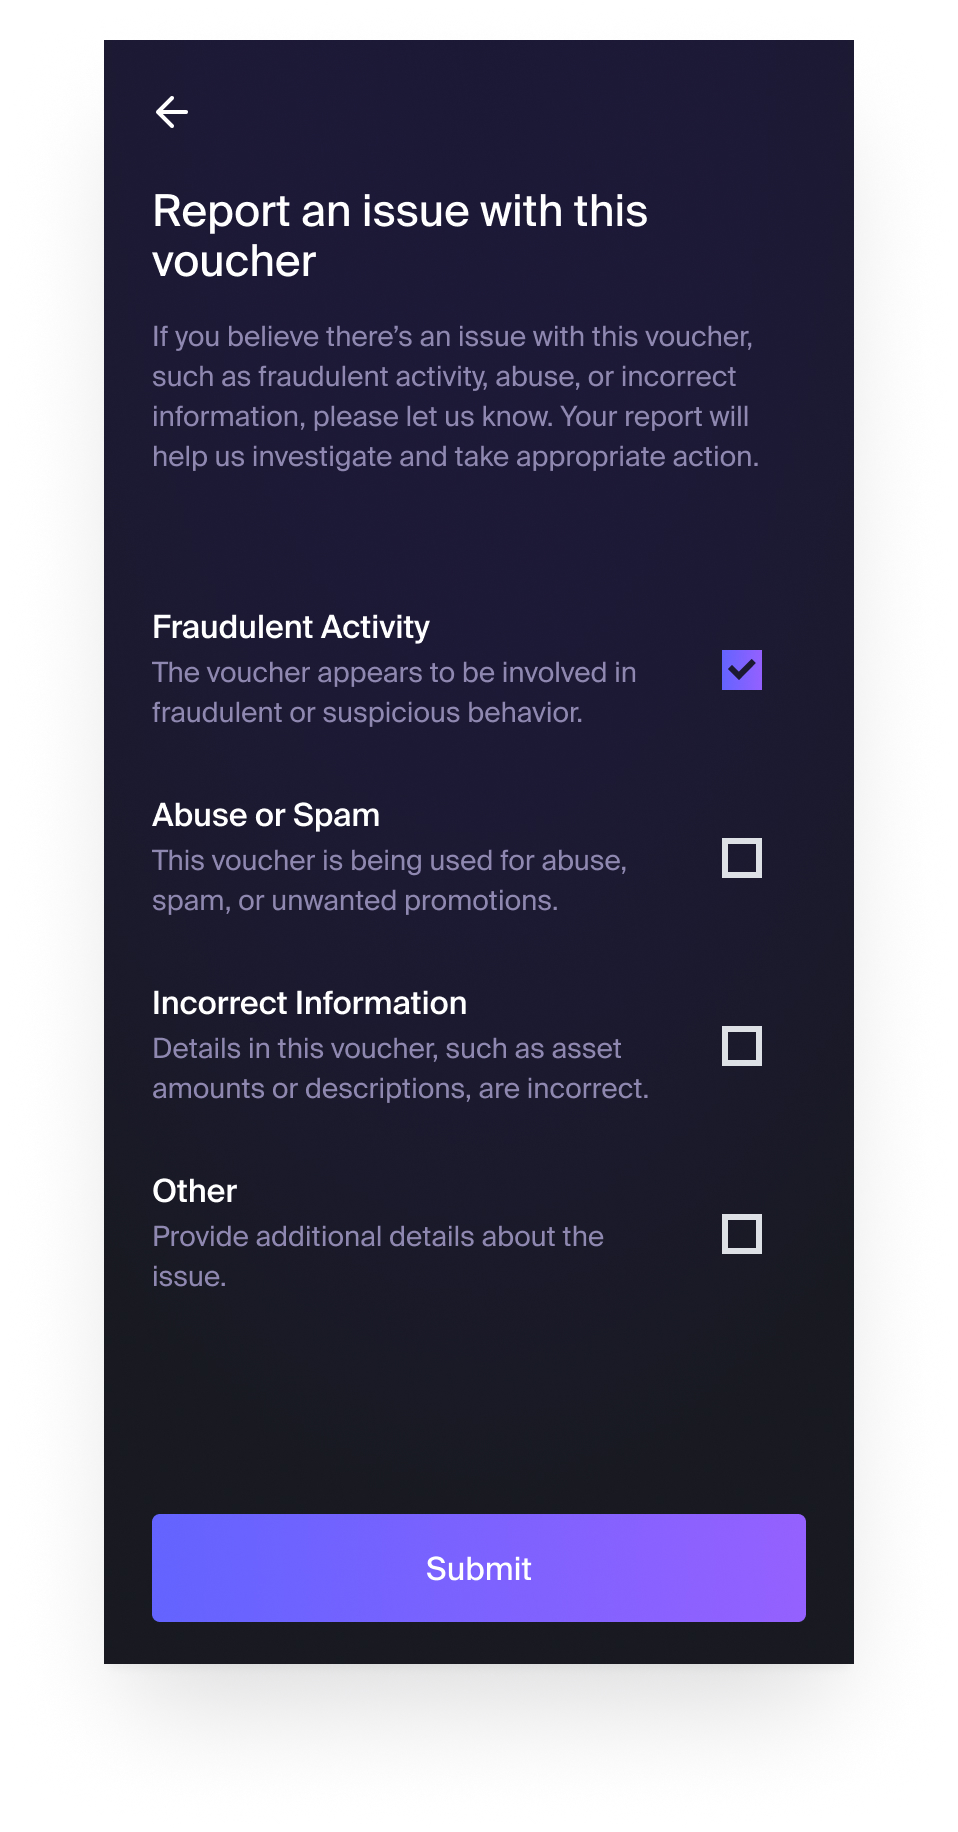 Report an issue with this
voucher
If you believe there’s an issue with this voucher,
such as fraudulent activity, abuse, or incorrect
information, please let us know. Your report will
help us investigate and take appropriate action.
Fraudulent Activity
The voucher appears to be involved in
fraudulent or suspicious behavior.
Abuse or Spam
This voucher is being used for abuse,
spam, or unwanted promotions.
Incorrect Information
Details in this voucher, such as asset
amounts or descriptions, are incorrect.
Other
Provide additional details about the
issue.
Submit